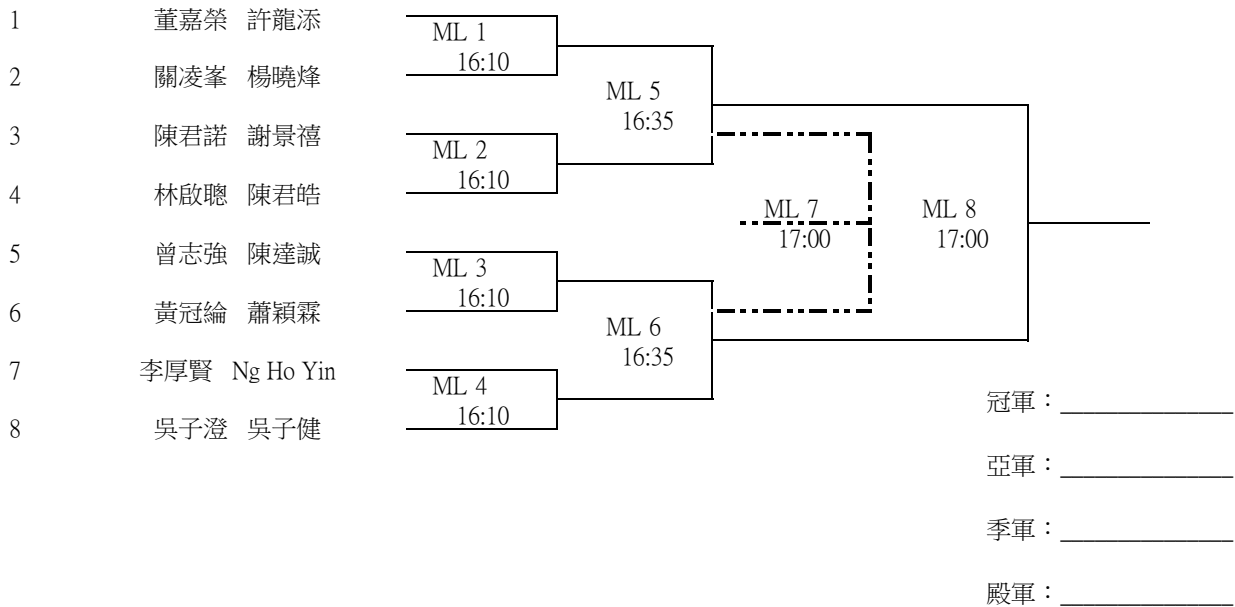 1 董嘉榮 許龍添
ML 1
16:10
2 關凌峯 楊曉烽
ML 5
16:35
3 陳君諾 謝景禧
ML 2
16:10
4 林啟聰 陳君皓
ML 7
17:00
ML 8
17:00
5 曾志強 陳達誠
ML 3
16:10
6 黃冠綸 蕭穎霖
ML 6
16:35
7 李厚賢 Ng Ho Yin
ML 4
16:10
8 吳子澄 吳子健
冠軍：_______________
亞軍：_______________
季軍：_______________
殿軍：_______________